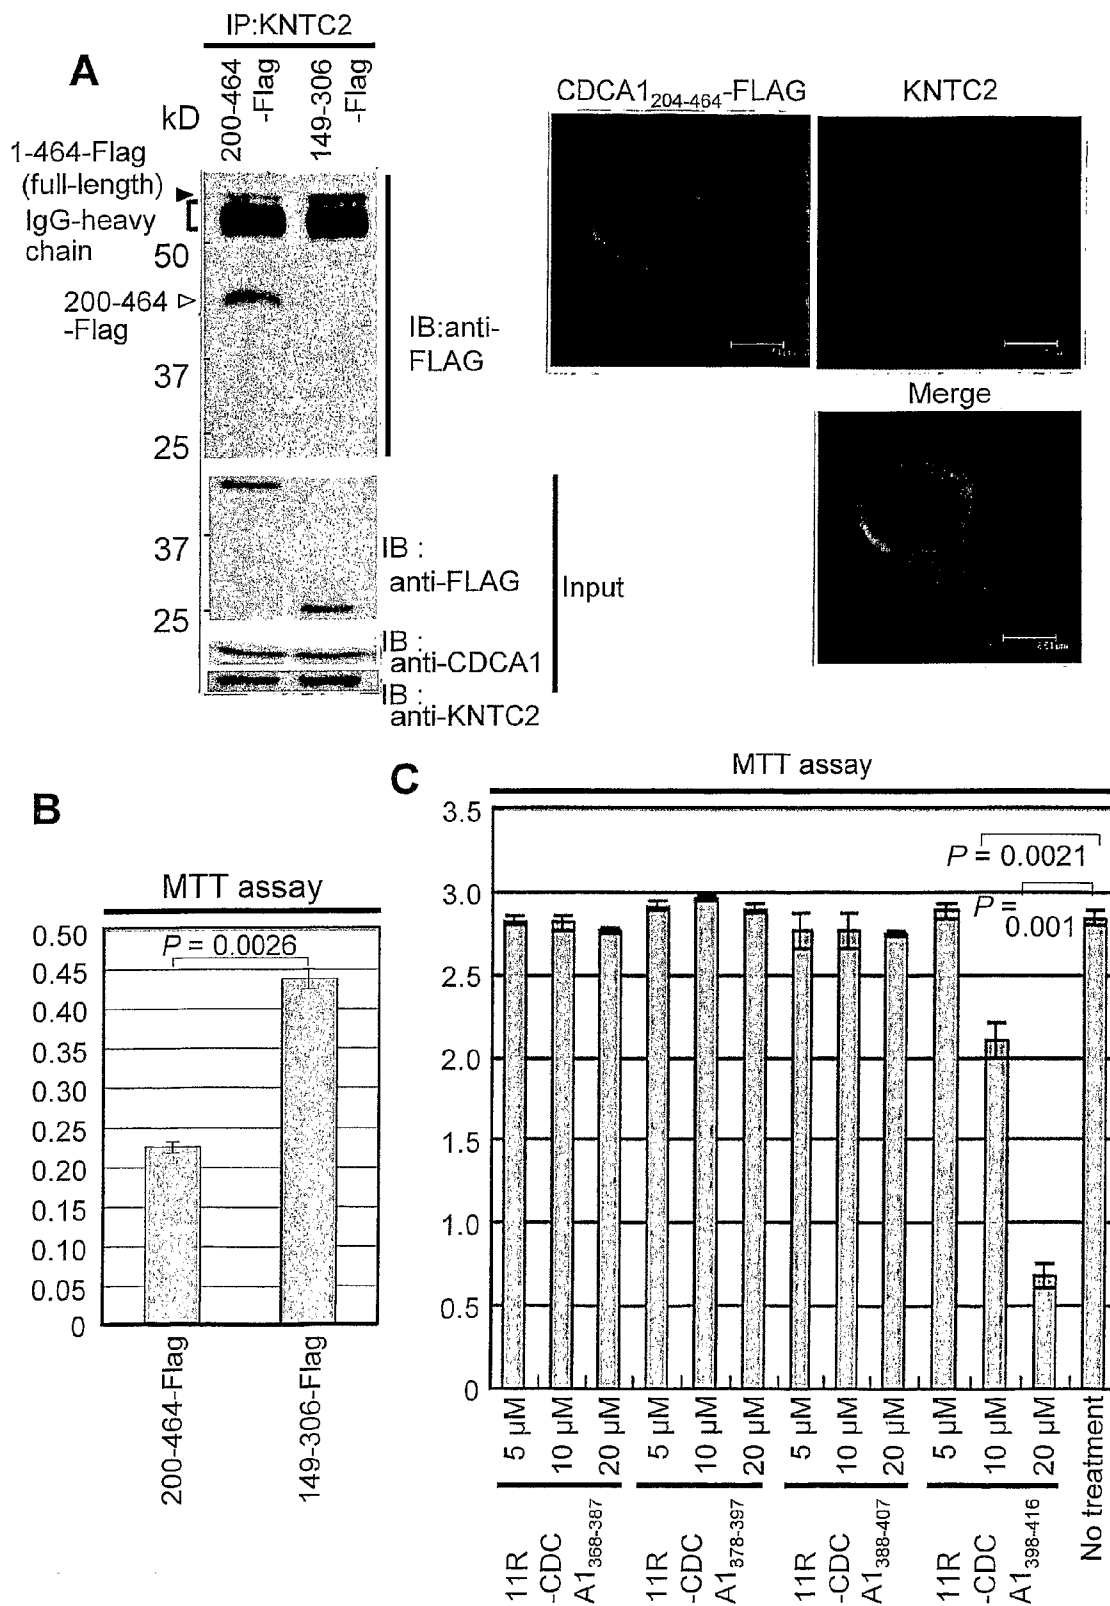 A
IP:KNTC2
200-464
-Flag
149-306
-Flag
kD
1-464-Flag
(full-length)
IgG-heavy
chain
50
200-464
-Flag
37
25
IB:anti-
FLAG
37
25
IB :
anti-FLAG
IB :
anti-CDCA1
IB :
anti-KNTC2
Input
CDCA1204-464-FLAG
KNTC2
Merge
B
MTT assay
P = 0.0026
0.50
0.45
0.40
0.35
0.30
0.25
0.20
0.15
0.10
0.05
0
200-464-Flag
149-306-Flag
C
MTT assay
P = 0.0021
P =
0.001
3.5
3.0
2.5
2.0
1.5
1.0
0.5
0
5 µM
10 µM
20 µM
5 µM
10 µM
20 µM
5 µM
10 µM
20 µM
5 µM
10 µM
20 µM
No treatment
11R
-CDC
A1368-387
11R
-CDC
A1378-397
11R
-CDC
A1388-407
11R
-CDC
A1398-416